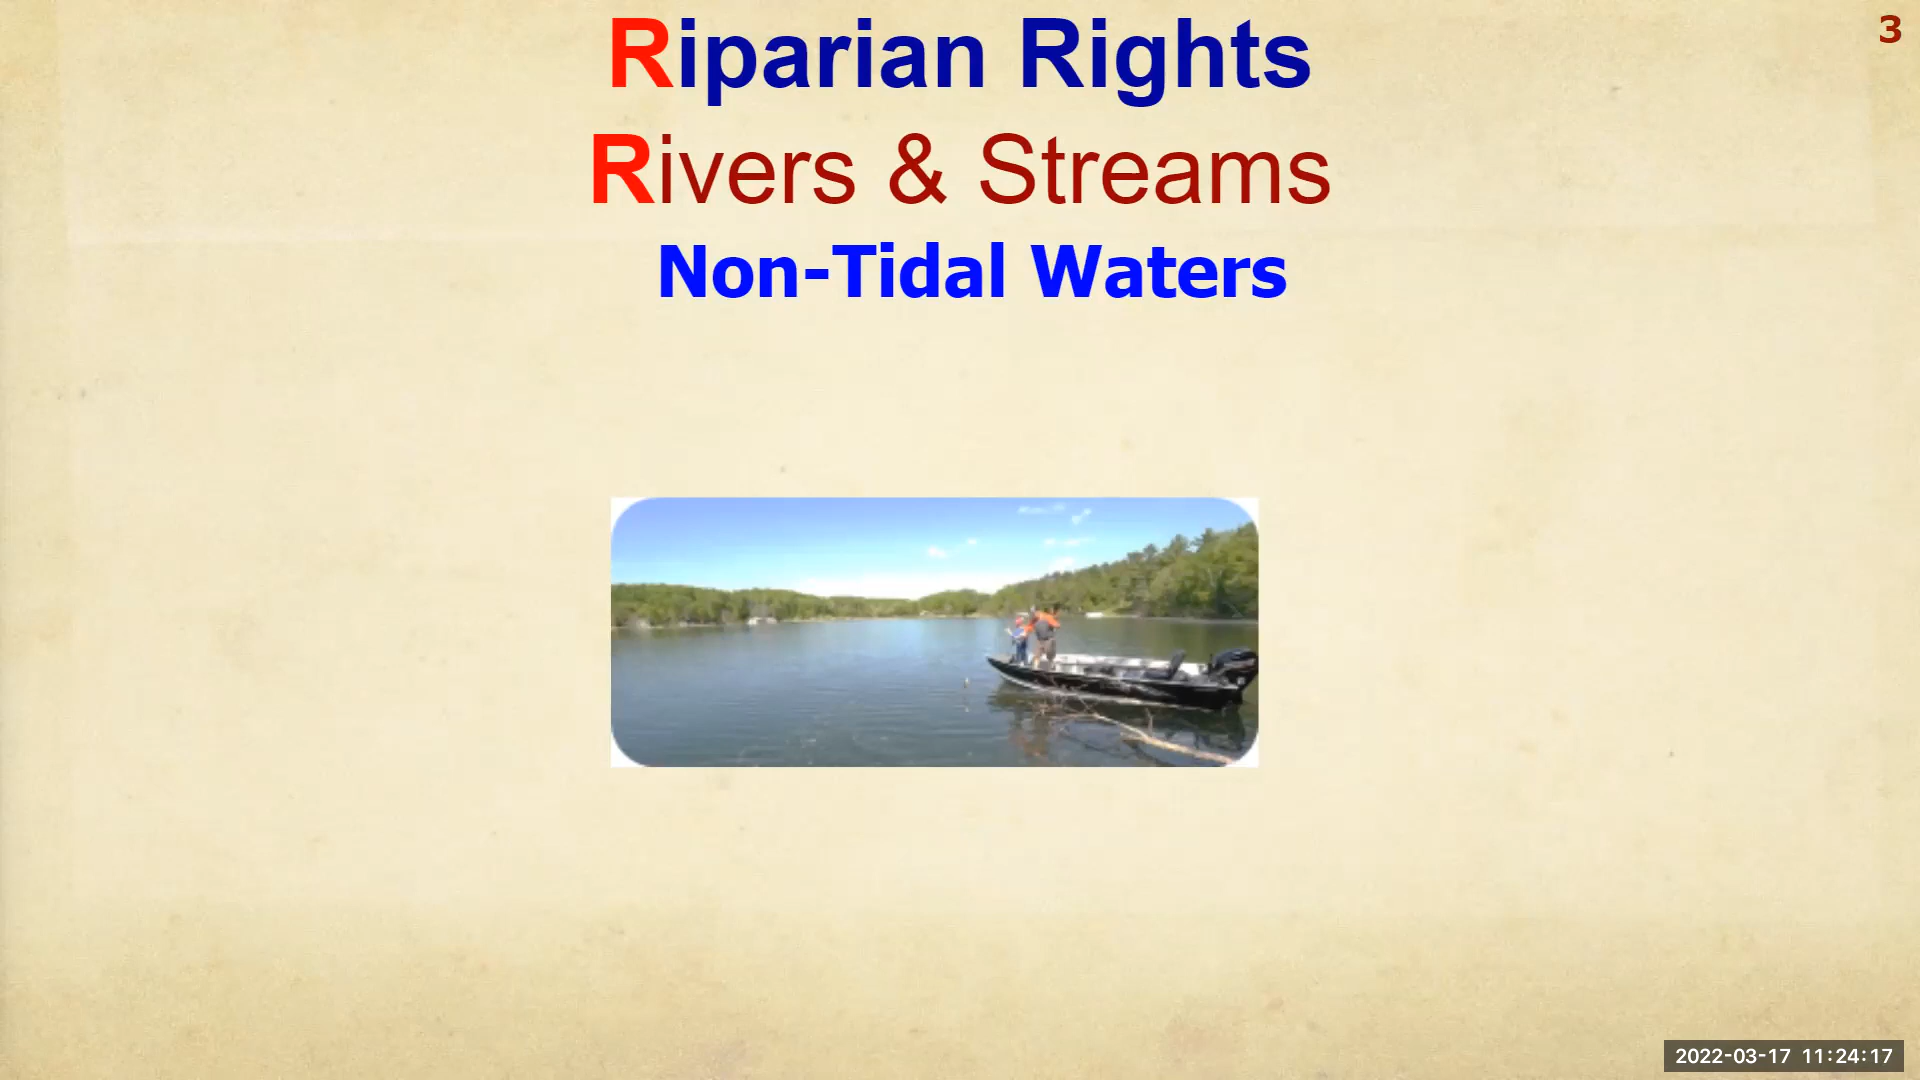 3
Riparian Rights
Rivers & Streams
Non-Tidal Waters
2022-03-17 11:24:17